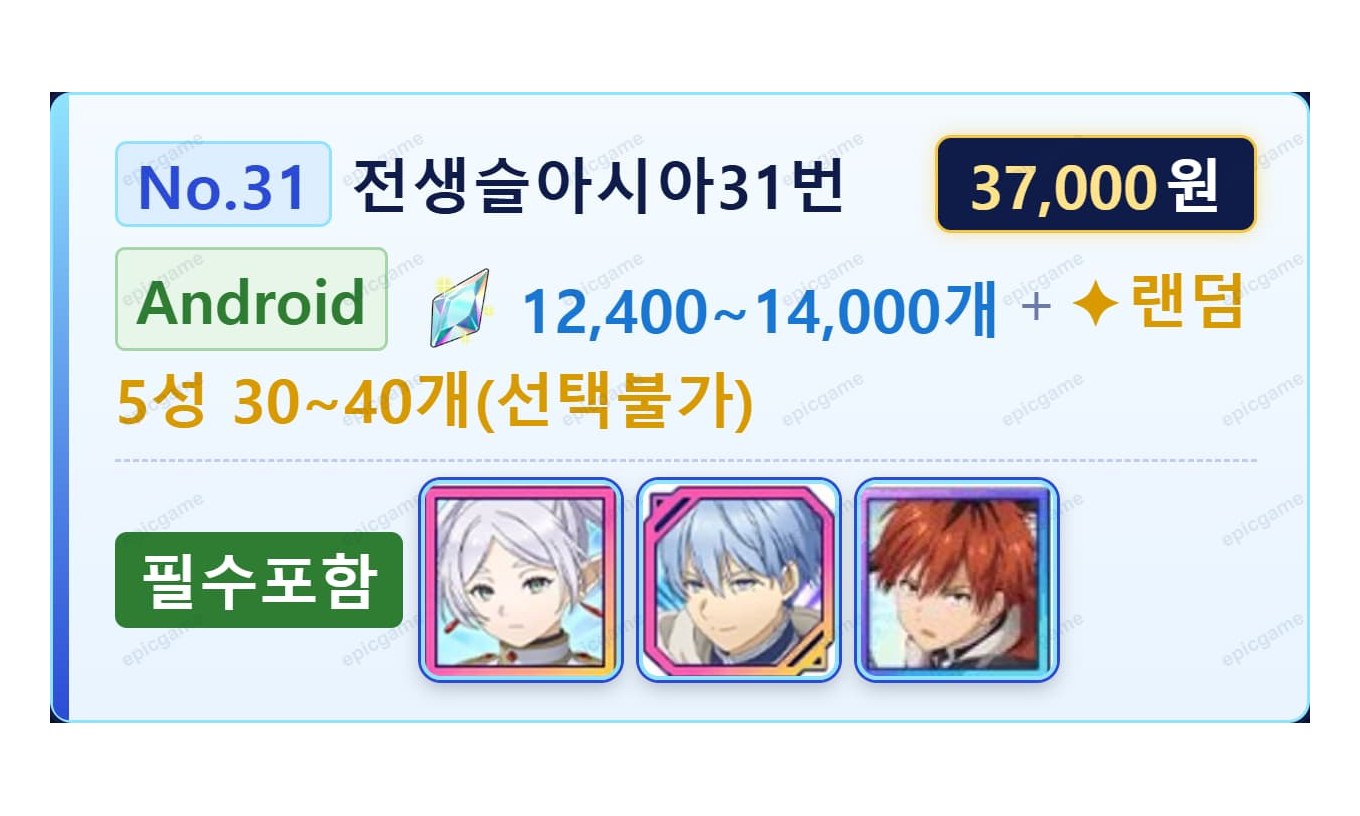 No.31 전생슬아시아31번 37,000원
Android 12,400~14,000개 + ✦랜덤
5성 30~40개(선택불가)
필수포함
epicgame